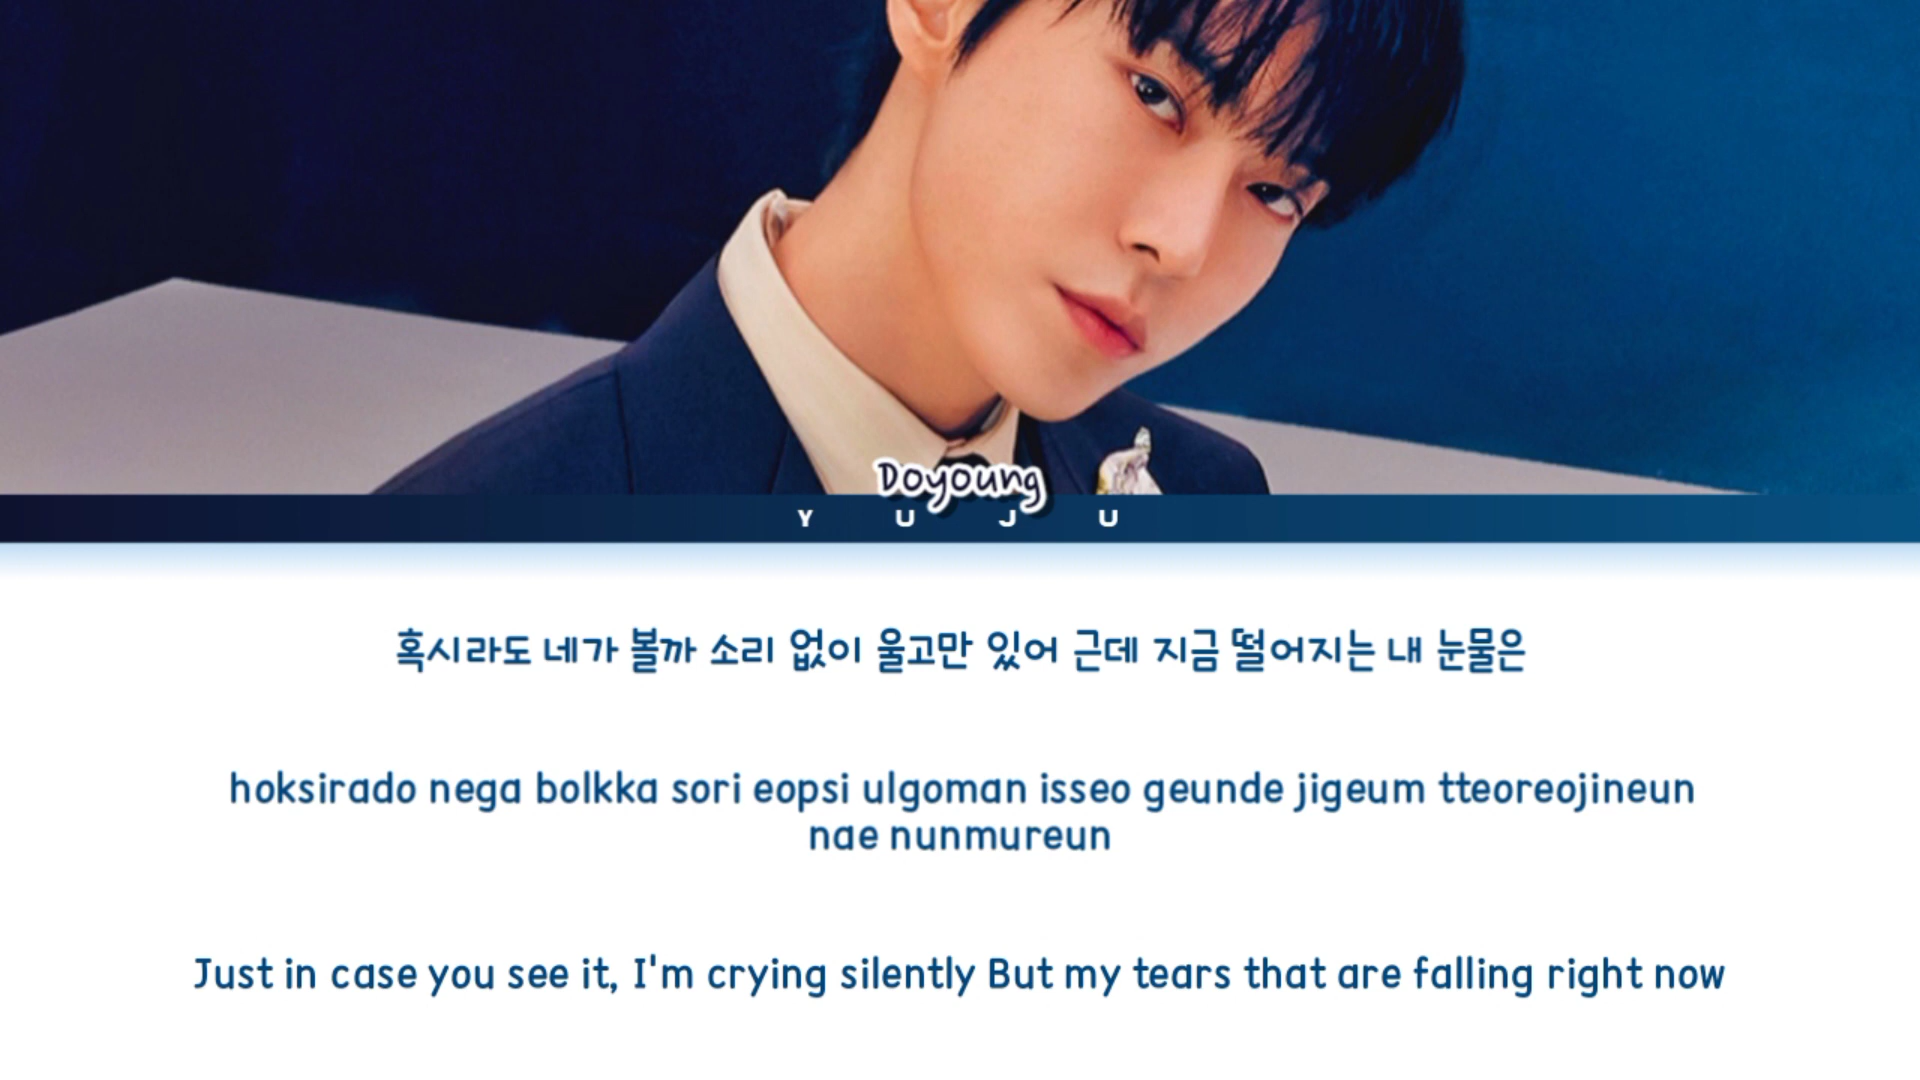 Doyoung
Y U J U
혹시라도 네가 볼까 소리 없이 울고만 있어 근데 지금 떨어지는 내 눈물은
hoksirado nega bolkka sori eopsi ulgoman isseo geunde jigeum tteoreojineun
nae nunmureun
Just in case you see it, I'm crying silently But my tears that are falling right now